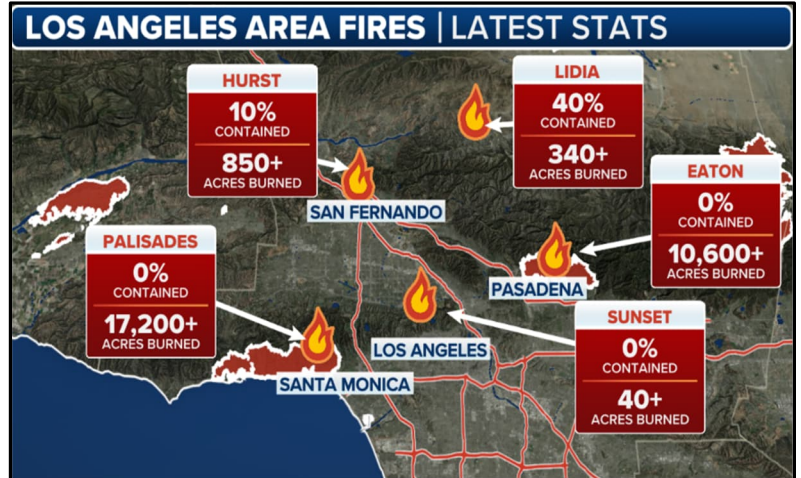 LOS ANGELES AREA FIRES | LATEST STATS
HURST
10%
CONTAINED
850+
ACRES BURNED
LIDIA
40%
CONTAINED
340+
ACRES BURNED
EATON
0%
CONTAINED
10,600+
ACRES BURNED
SAN FERNANDO
PALISADES
0%
CONTAINED
17,200+
ACRES BURNED
PASADENA
SUNSET
0%
CONTAINED
40+
ACRES BURNED
LOS ANGELES
SANTA MONICA